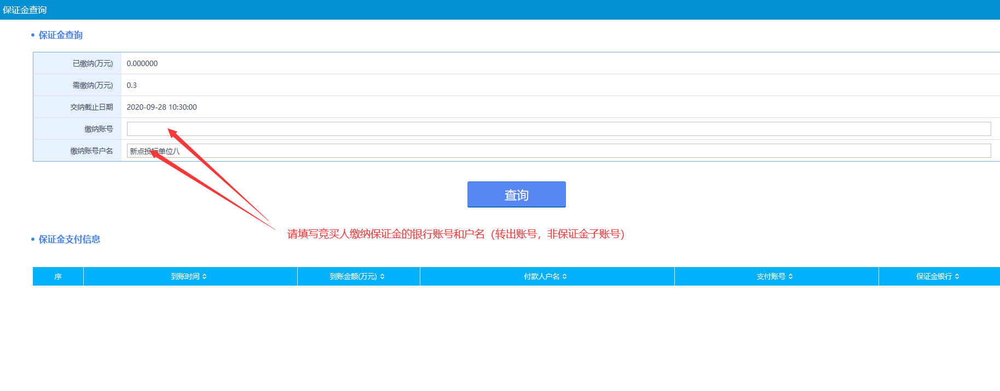 保证金查询
保证金查询
已缴纳(万元) 0.000000
需缴纳(万元) 0.3
交纳截止日期 2020-09-28 10:30:00
缴纳账号
缴纳账号户名 新点投标单位八
查询
请填写竞买人缴纳保证金的银行账号和户名（转出账号，非保证金子账号）
保证金支付信息
序 到账时间 到账金额(万元) 付款人户名 支付账号 保证金银行